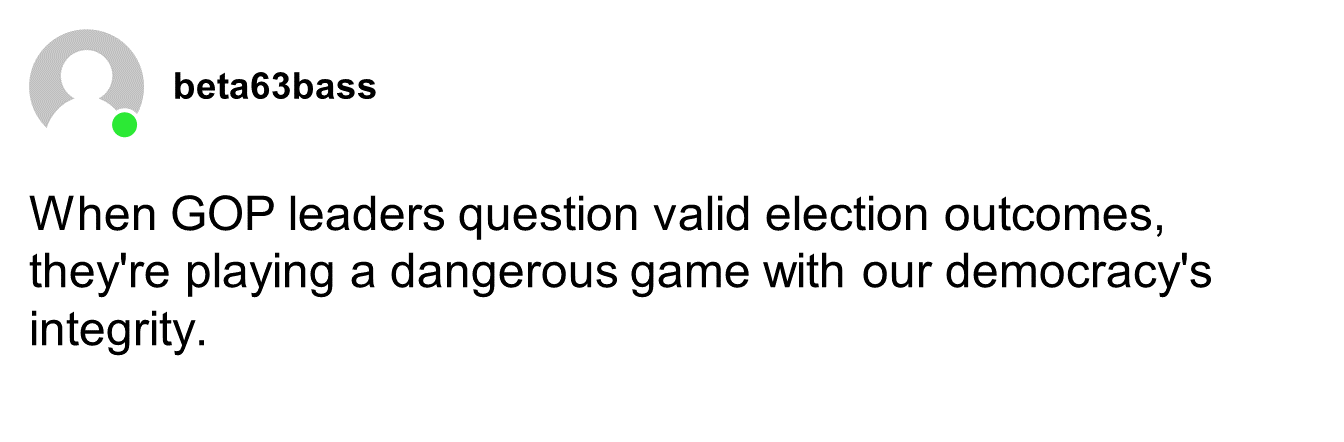 beta63bass
When GOP leaders question valid election outcomes,
they're playing a dangerous game with our democracy's
integrity.